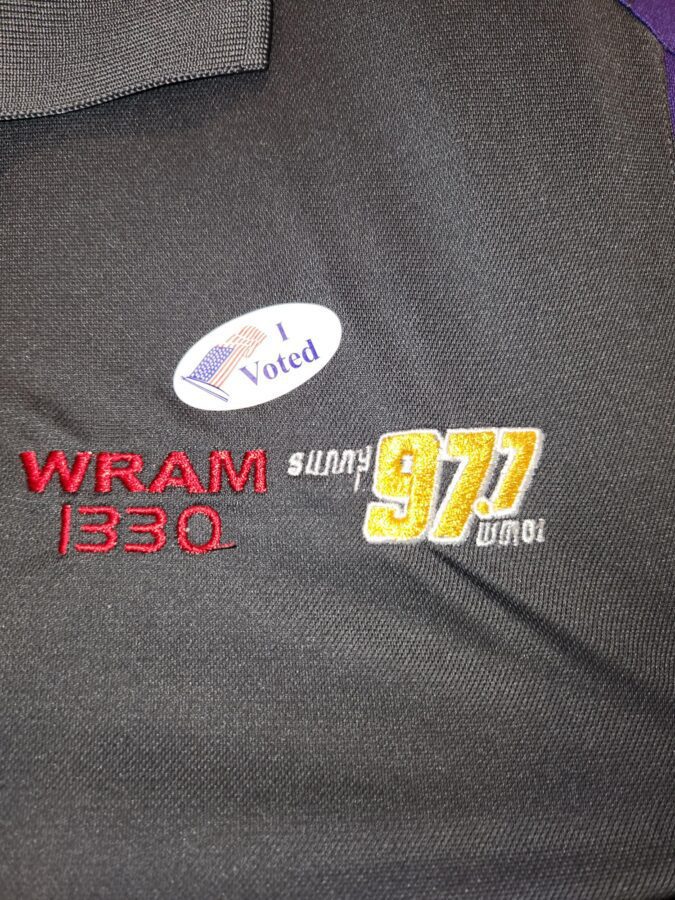 I
Voted
WRAM
1330
sunny
97.7
WMOI